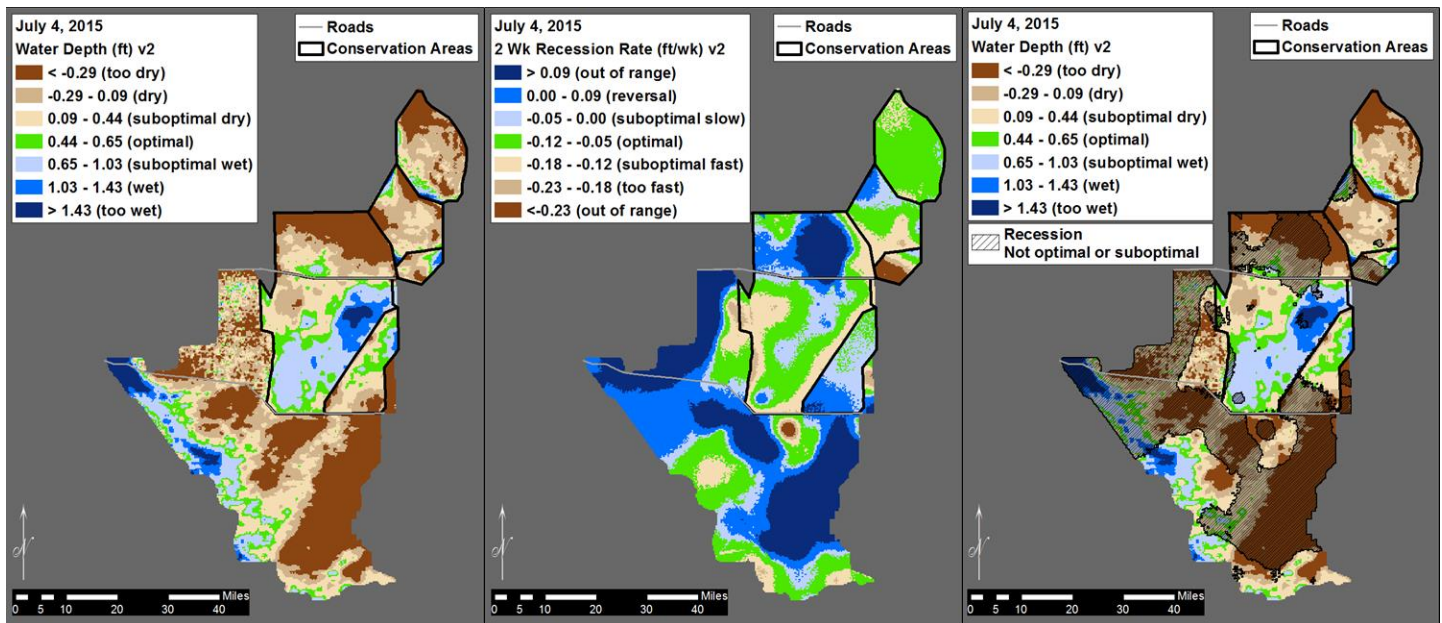 July 4, 2015
Water Depth (ft) v2
< -0.29 (too dry)
-0.29 - 0.09 (dry)
0.09 - 0.44 (suboptimal dry)
0.44 - 0.65 (optimal)
0.65 - 1.03 (suboptimal wet)
1.03 - 1.43 (wet)
> 1.43 (too wet)
Roads
Conservation Areas
N
Miles
0 5 10 20 30 40
July 4, 2015
2 Wk Recession Rate (ft/wk) v2
> 0.09 (out of range)
0.00 - 0.09 (reversal)
-0.05 - 0.00 (suboptimal slow)
-0.12 - -0.05 (optimal)
-0.18 - -0.12 (suboptimal fast)
-0.23 - -0.18 (too fast)
<-0.23 (out of range)
Roads
Conservation Areas
N
Miles
0 5 10 20 30 40
July 4, 2015
Water Depth (ft) v2
< -0.29 (too dry)
-0.29 - 0.09 (dry)
0.09 - 0.44 (suboptimal dry)
0.44 - 0.65 (optimal)
0.65 - 1.03 (suboptimal wet)
1.03 - 1.43 (wet)
> 1.43 (too wet)
Recession
Not optimal or suboptimal
Roads
Conservation Areas
N
Miles
0 5 10 20 30 40